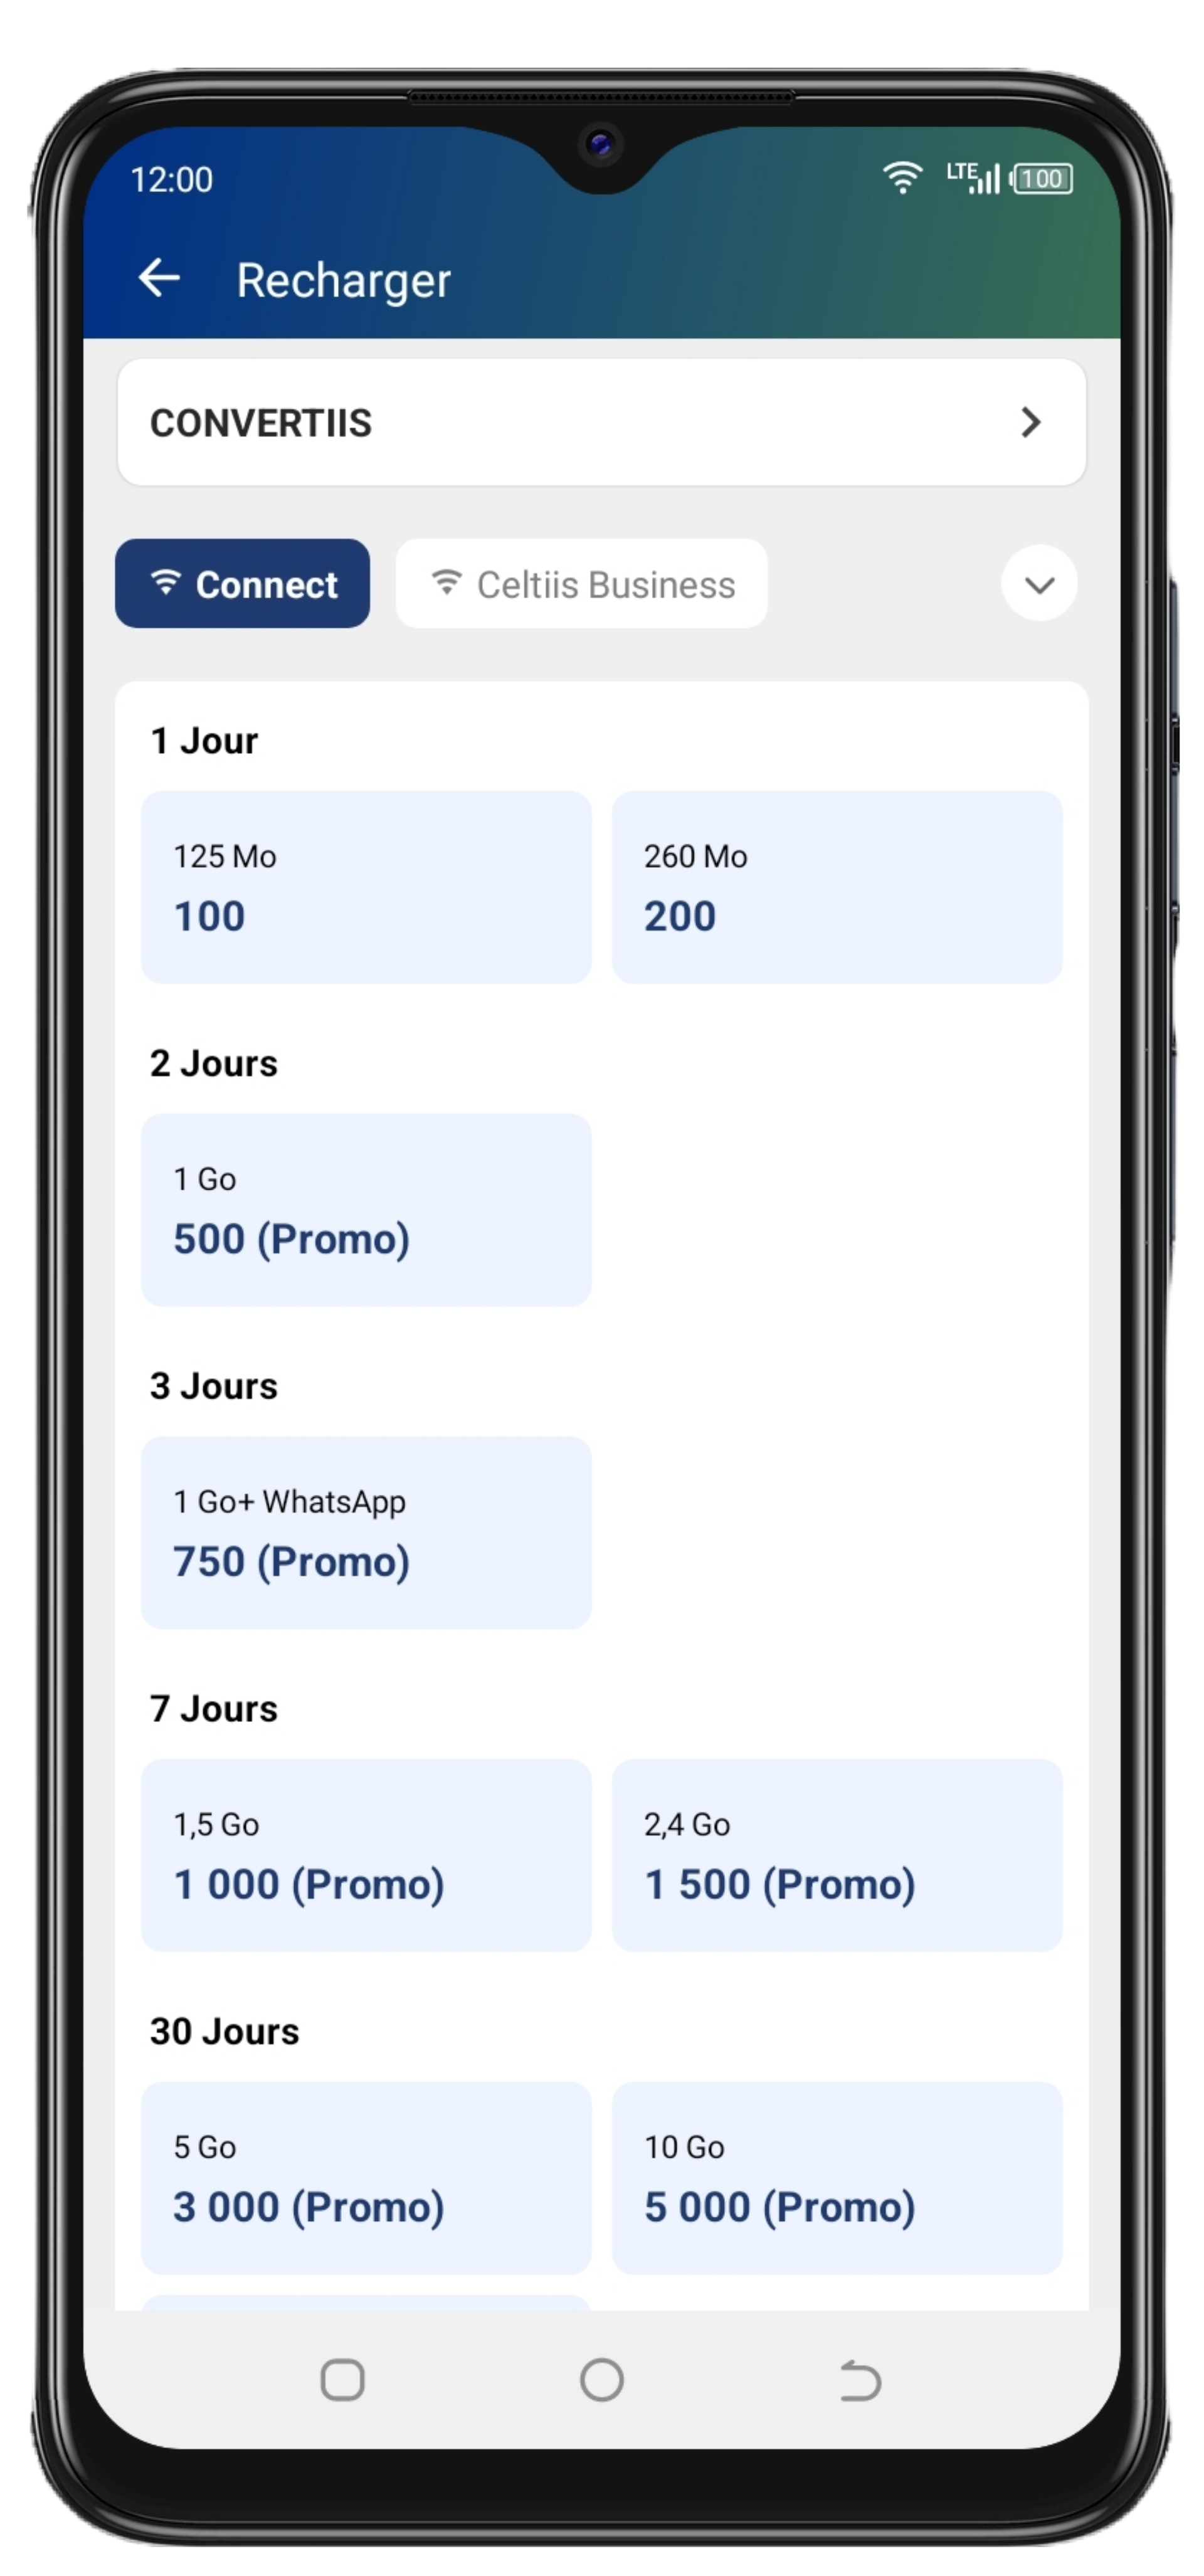 12:00
LTE
100
Recharger
CONVERTIIS
Connect
Celtiis Business
1 Jour
125 Mo
100
260 Mo
200
2 Jours
1 Go
500 (Promo)
3 Jours
1 Go+ WhatsApp
750 (Promo)
7 Jours
1,5 Go
1 000 (Promo)
2,4 Go
1 500 (Promo)
30 Jours
5 Go
3 000 (Promo)
10 Go
5 000 (Promo)